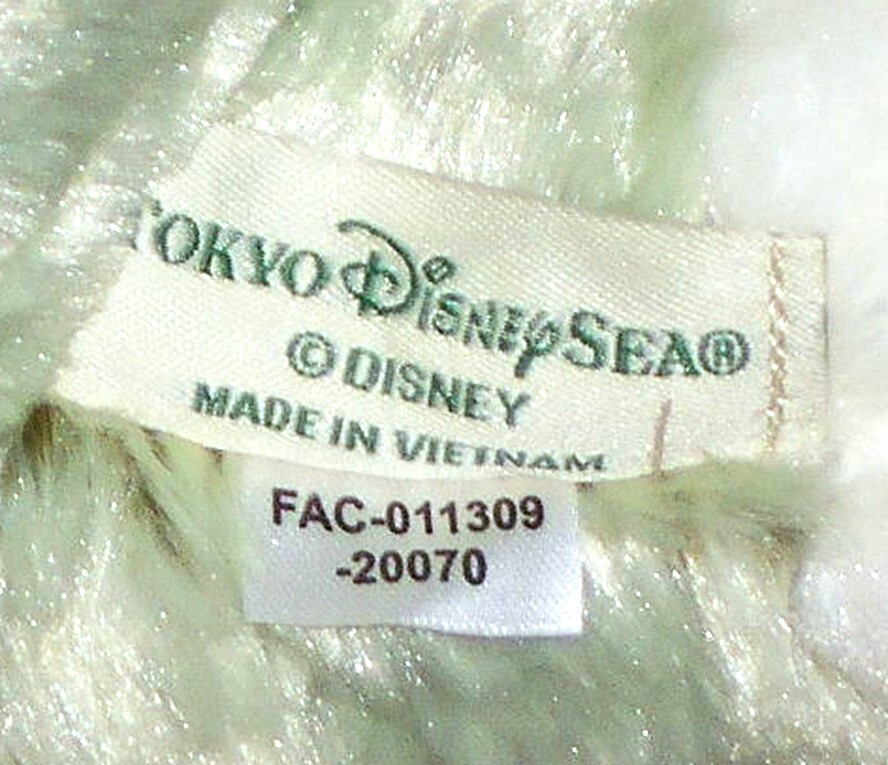 TOKYO DISNEYSEA®
© DISNEY
MADE IN VIETNAM
FAC-011309
-20070